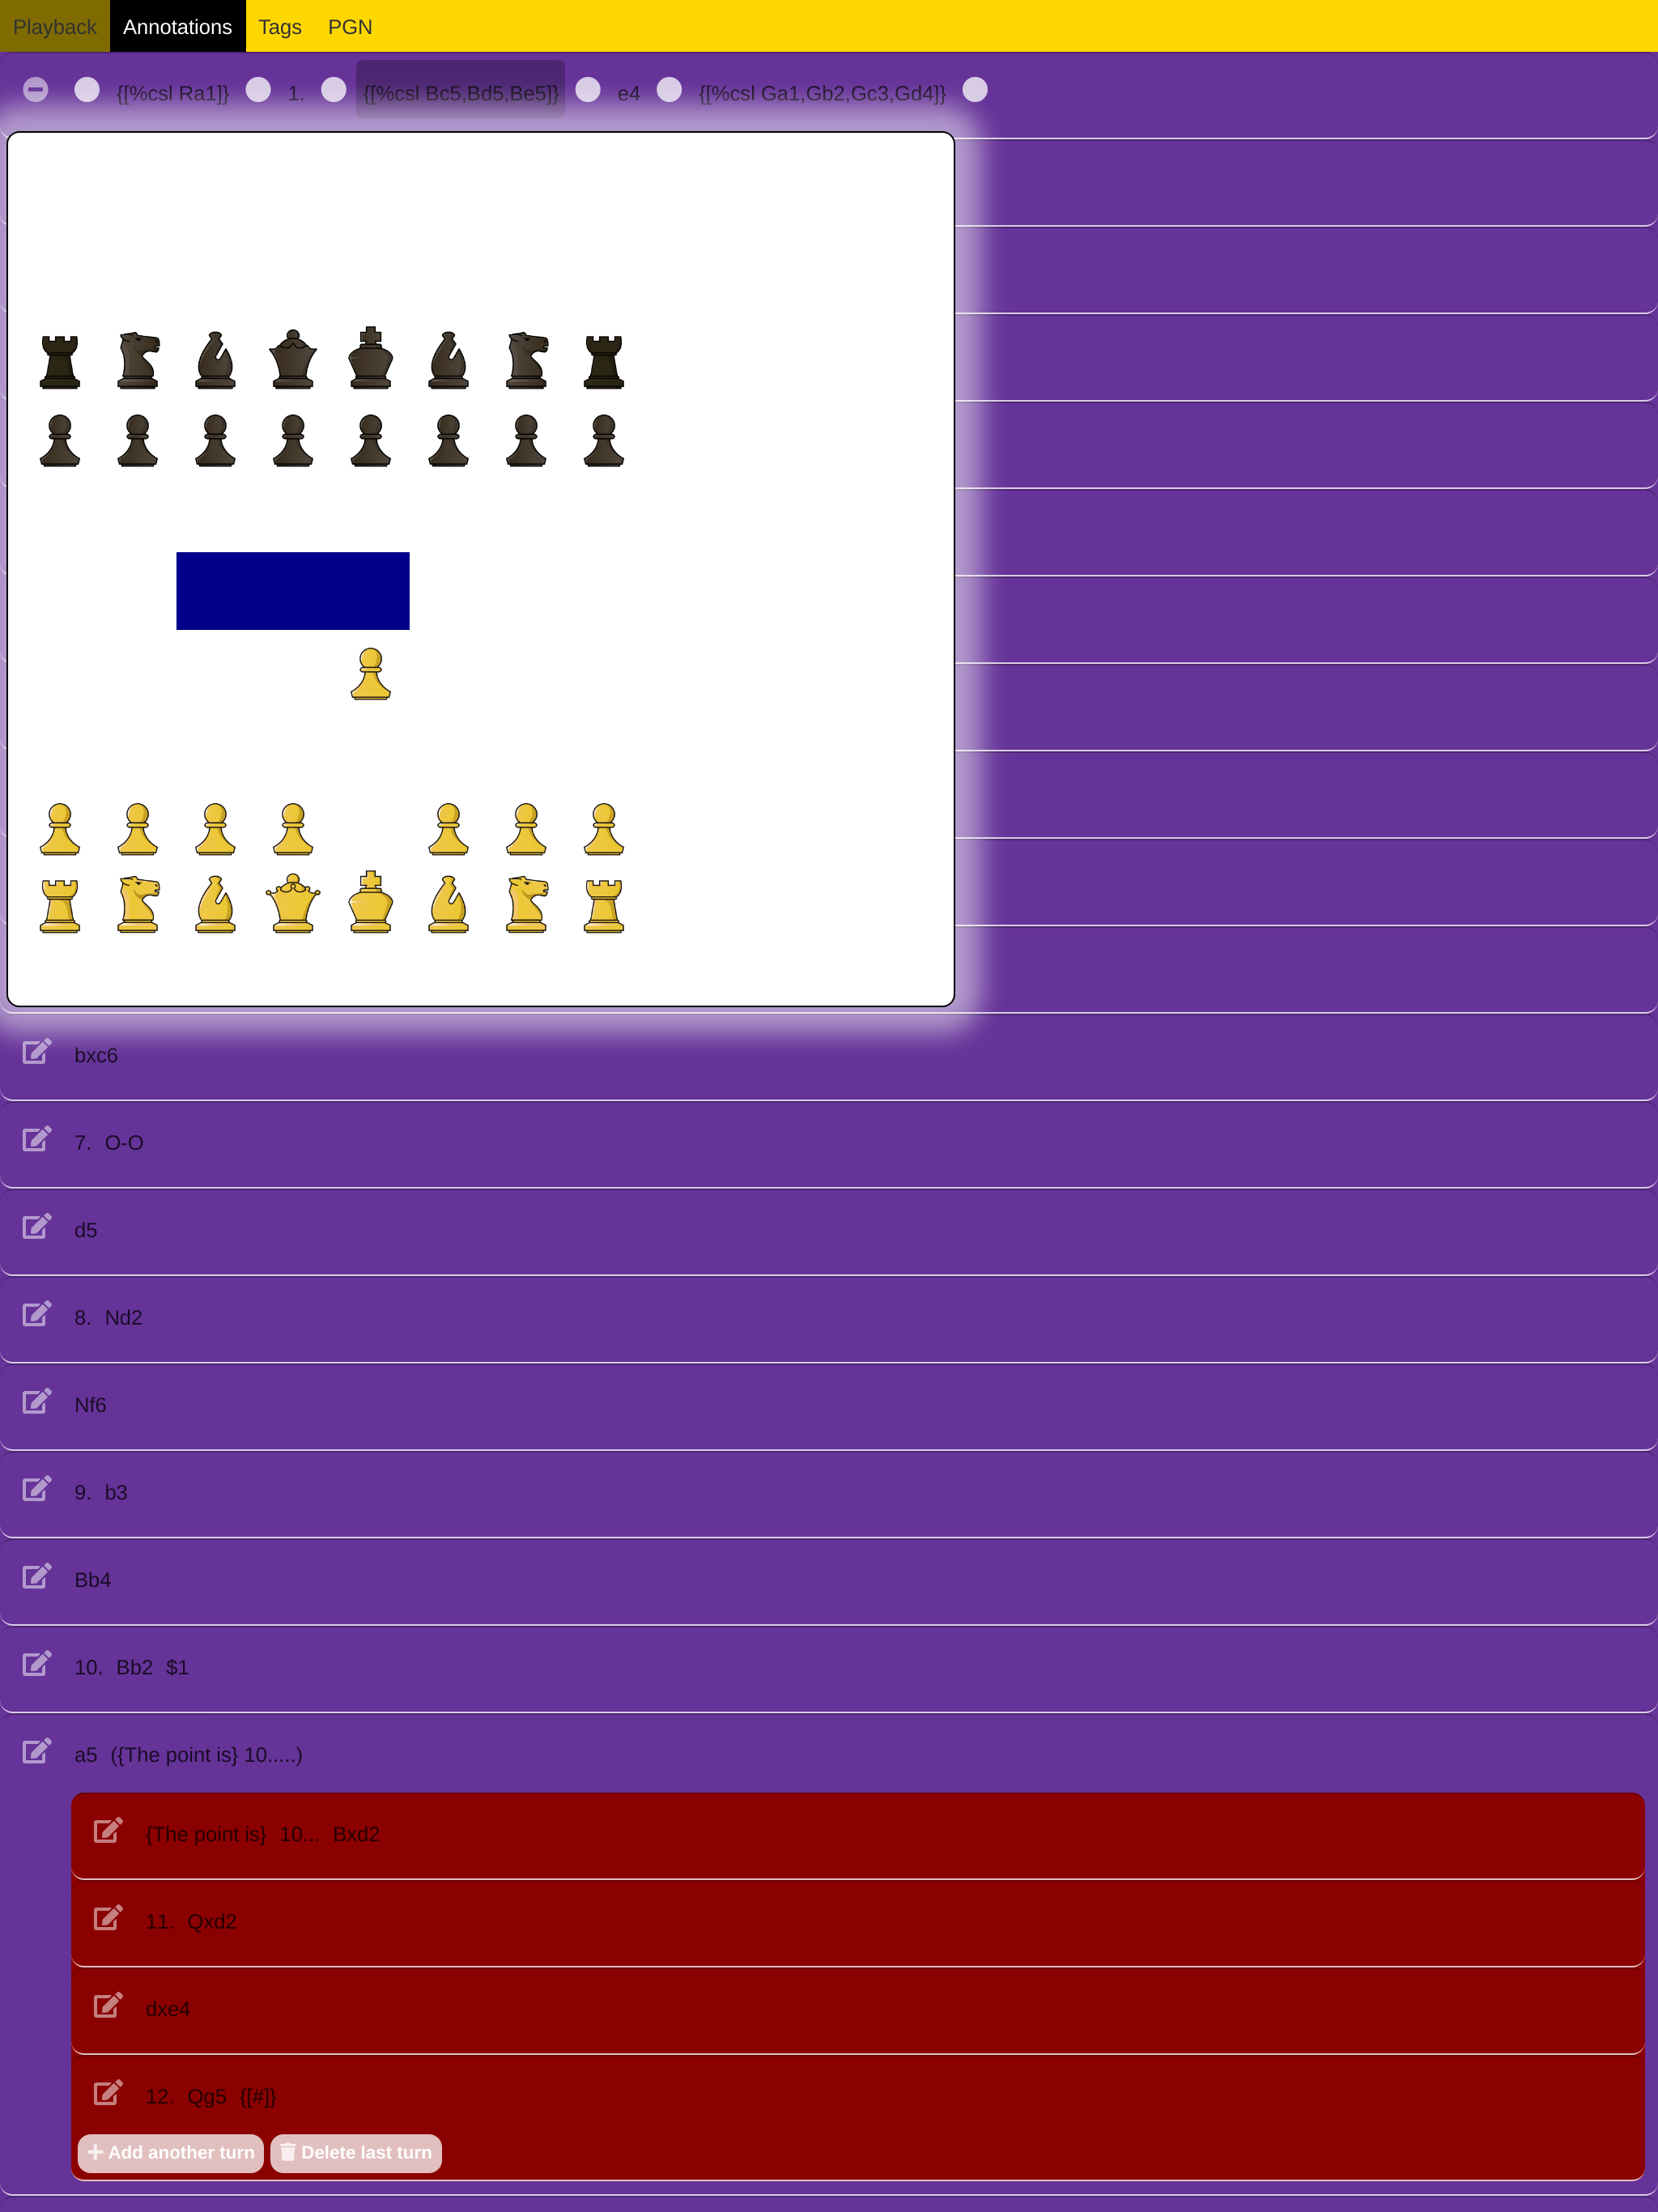 Playback Annotations Tags PGN
{[%csl Ra1]} 1. {[%csl Bc5,Bd5,Be5]} e4 {[%csl Ga1,Gb2,Gc3,Gd4]}
bxc6
7. O-O
d5
8. Nd2
Nf6
9. b3
Bb4
10. Bb2 $1
a5 ({The point is} 10.....)
{The point is} 10... Bxd2
11. Qxd2
dxe4
12. Qg5 {[#]}
Add another turn Delete last turn